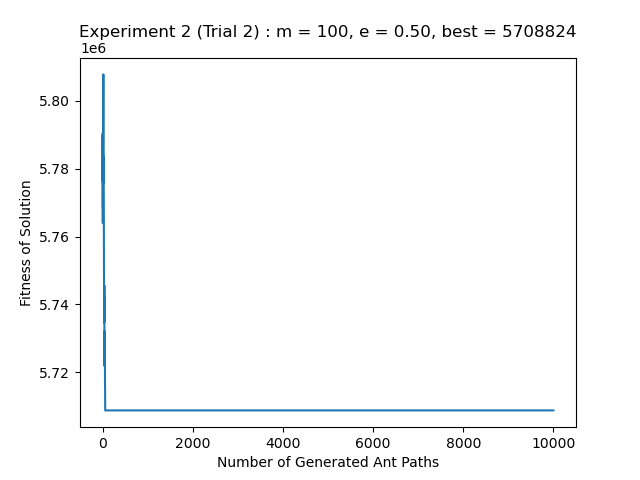 Experiment 2 (Trial 2) : m = 100, e = 0.50, best = 5708824
1e6
5.80
5.78
5.76
5.74
5.72
Fitness of Solution
0 2000 4000 6000 8000 10000
Number of Generated Ant Paths